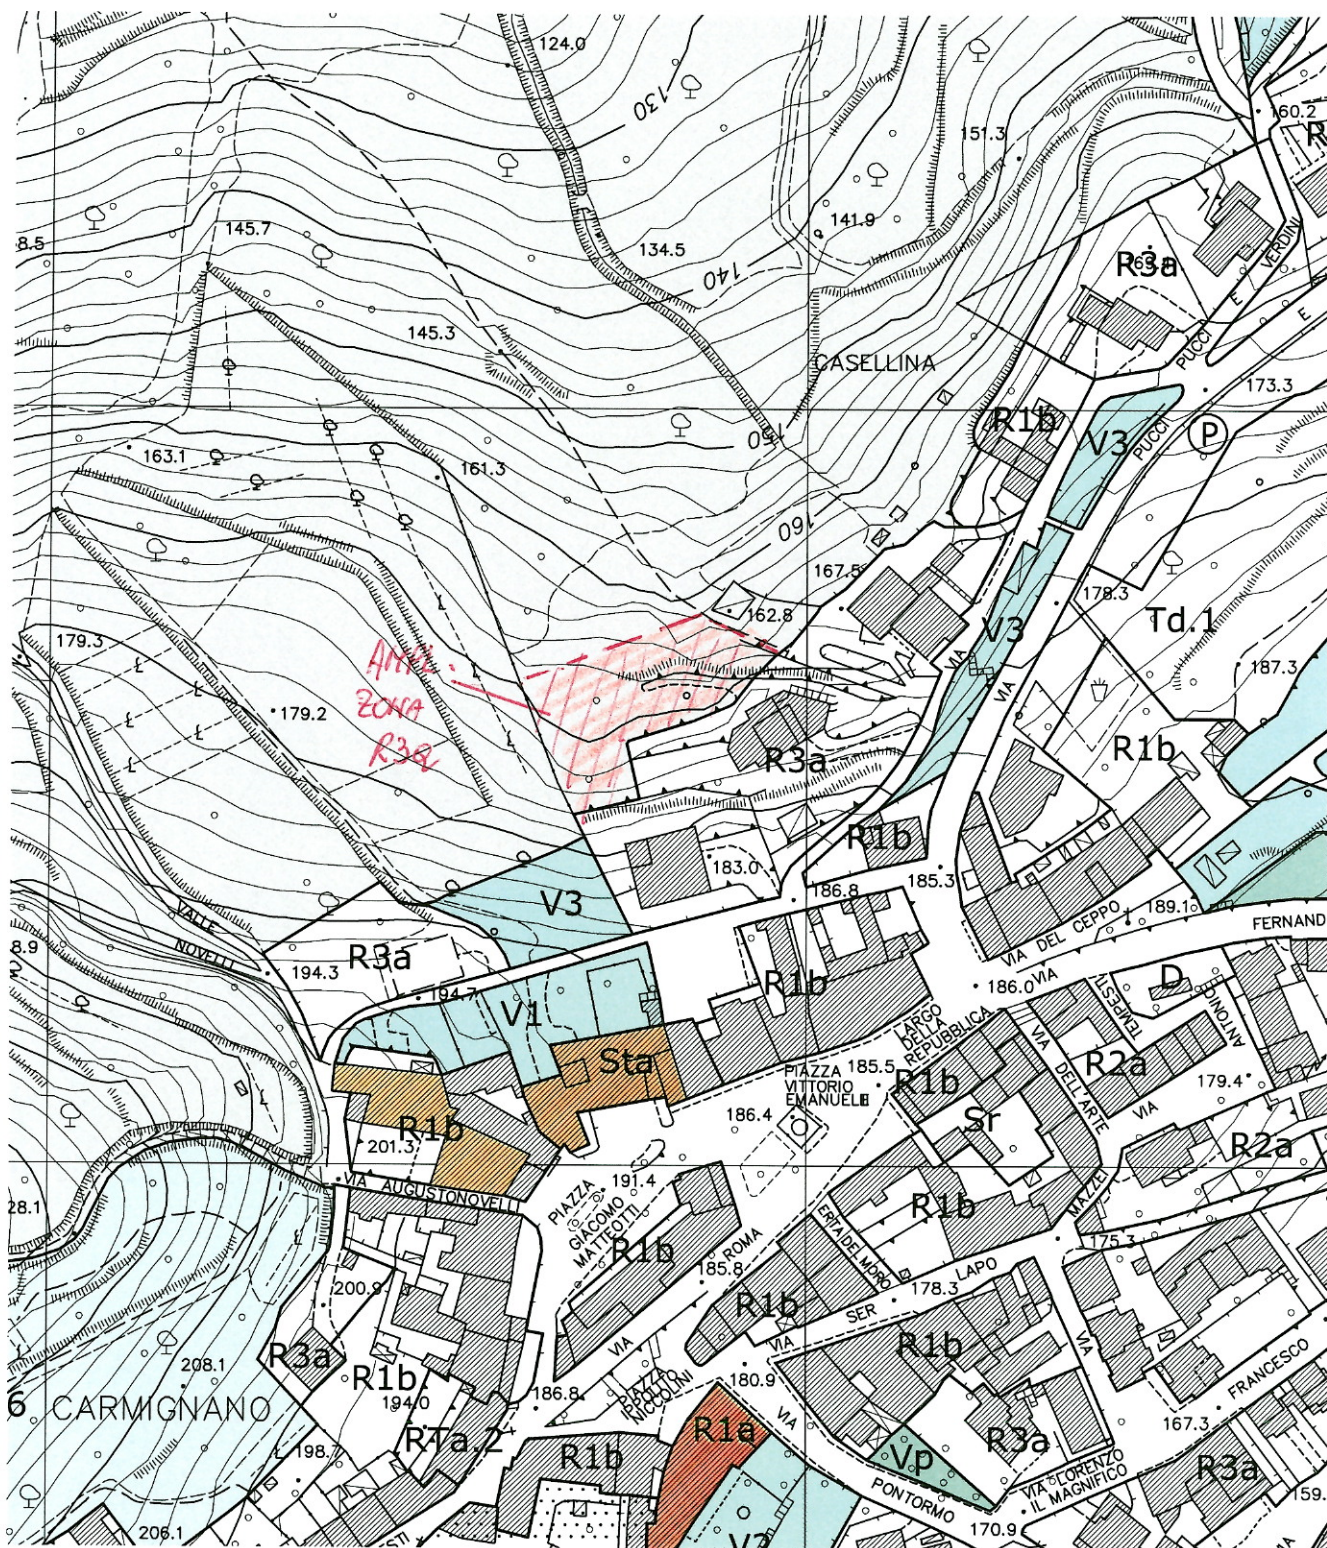 124.0
130
151.3
160.2
R
8.5
145.7
134.5
141.9
140
R3a
VERDIN
E
PUCCI
E
145.3
CASELLINA
173.3
R1b
V3
PUCCI
P
150
163.1
161.3
160
167.5
162.8
178.3
V3
Td.1
179.3
VIA
187.3
AMPL.
ZONA
179.2
VIA
R1b
R3a
R1b
183.0
186.8
185.3
V3
VALLE
NOVELLI
VIA DEL CEPPO
189.1
FERNAND
8.9
R3a
194.3
194.7
R1b
VIA
186.0
D
V1
LARGO
DELLA
REPUBBLICA
VIA
DELL'ARTE
TEMPESTI
ANTONIO
Sta
PIAZZA
VITTORIO
EMANUELE II
185.5
R1b
R2a
179.4
186.4
Sr
VIA
R1b
201.3
R2a
VIA AUGUSTO NOVELLI
191.4
PIAZZA
GIACOMO
MATTEOTTI
28.1
R1b
MAZZEI
ERTA DEL MORO
175.3
R1b
ROMA
185.8
LAPO
178.3
200.9
R1b
SER
VIA
R1b
VIA
208.1
R3a
R1b.
VIA
FRANCESCO
6
CARMIGNANO
194.0
186.8
PIAZZA
IPPOLITO
NICCOLINI
180.9
VIA
167.3
RTa.2
R1a
R3a
198.7
R1b
Vp
R3a
VIA LORENZO
IL MAGNIFICO
PONTORMO
159.
206.1
170.9